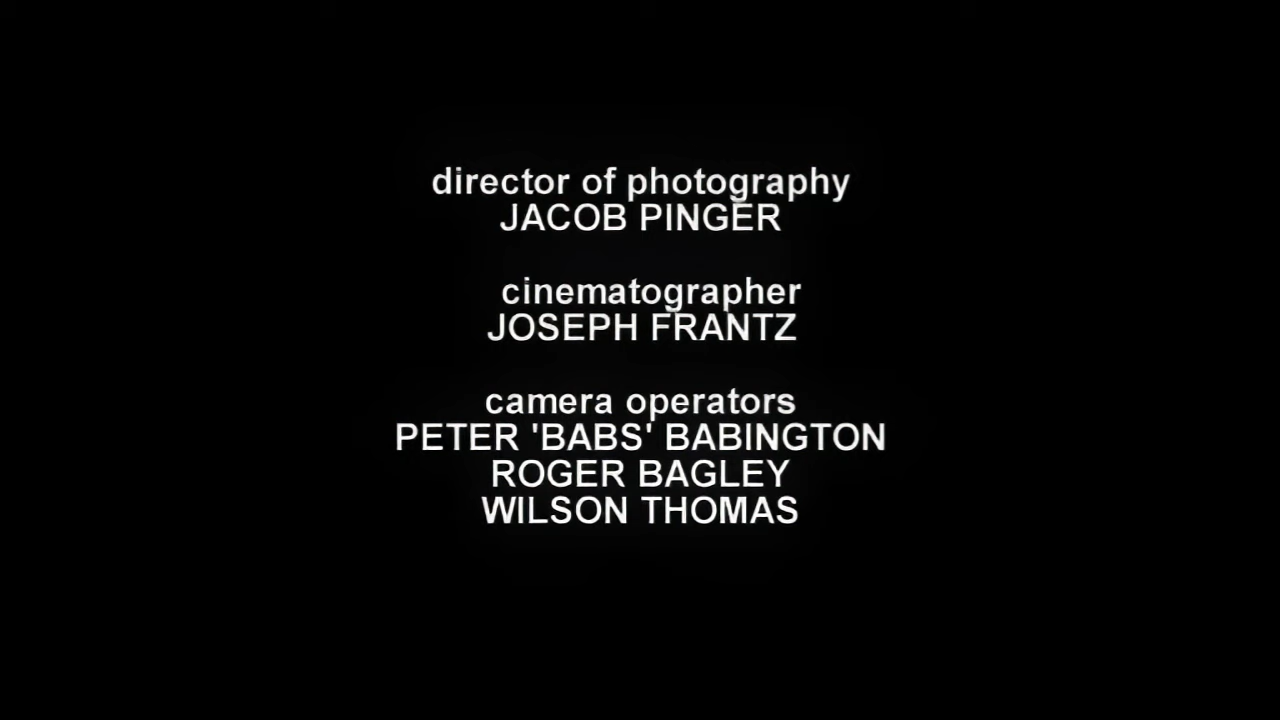 director of photography
JACOB PINGER
cinematographer
JOSEPH FRANTZ
camera operators
PETER 'BABS' BABINGTON
ROGER BAGLEY
WILSON THOMAS